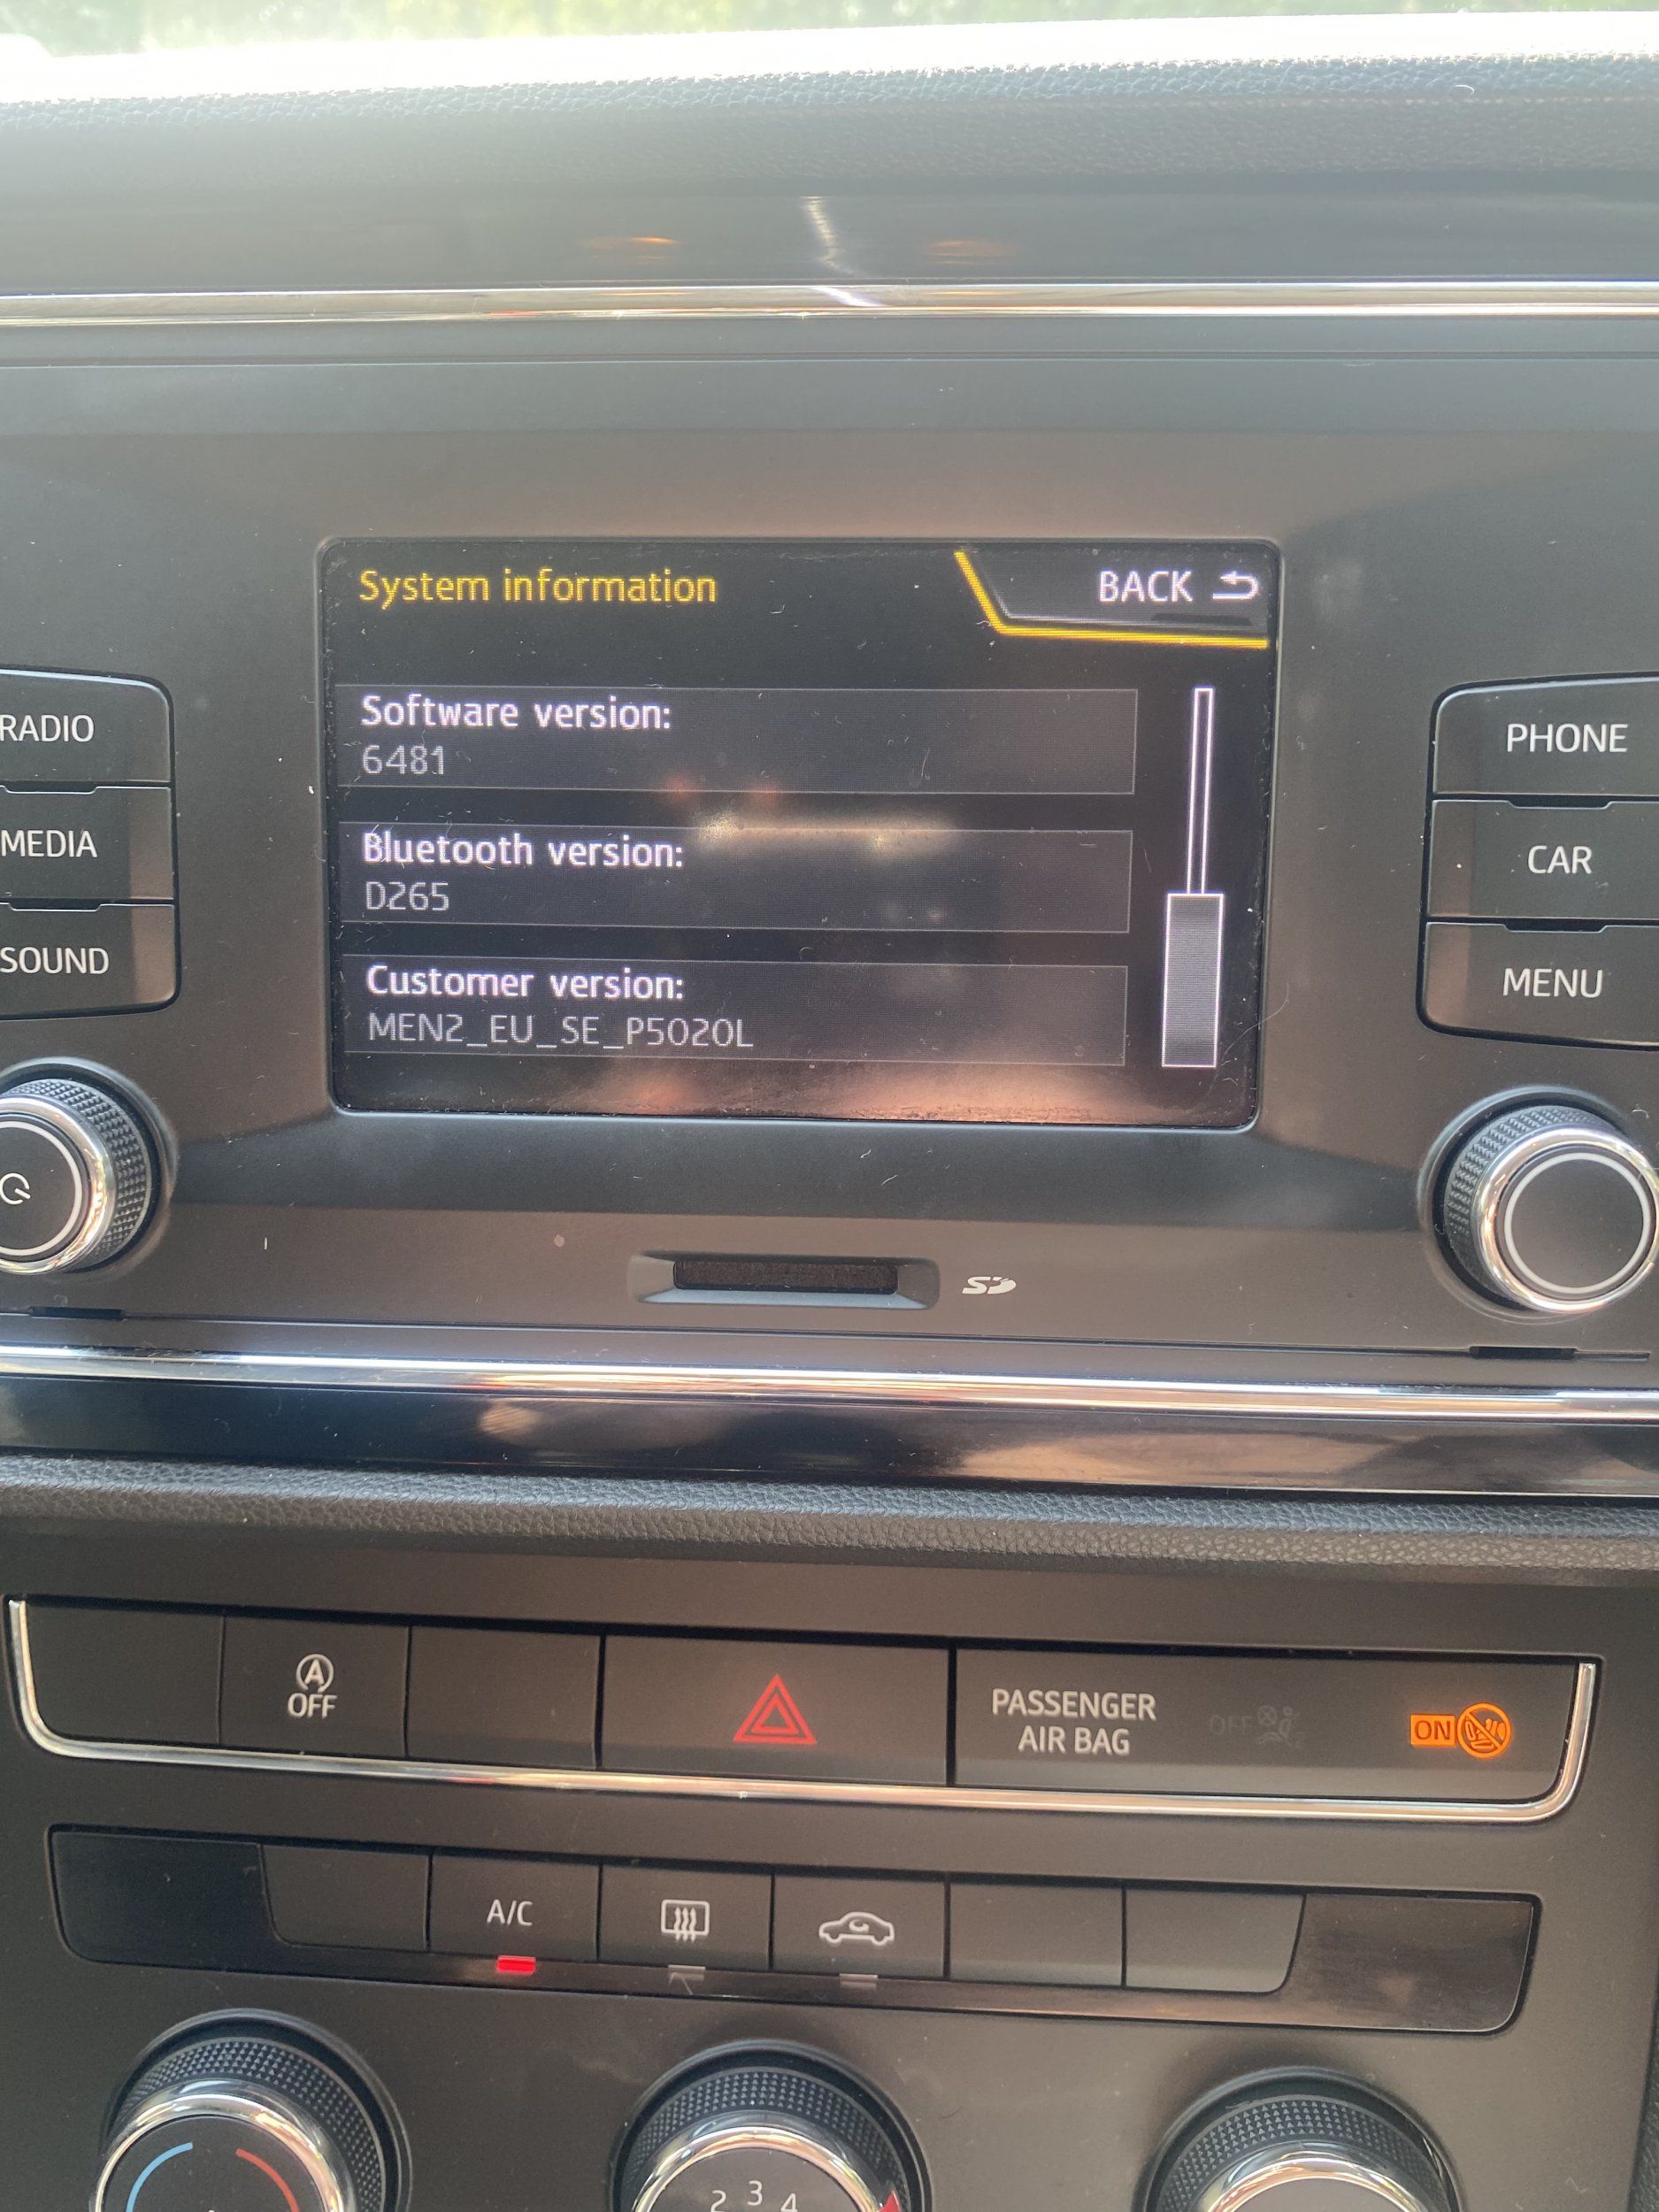 System information
BACK
Software version:
6481
Bluetooth version:
D265
Customer version:
MEN2_EU_SE_P5020L
RADIO
MEDIA
SOUND
PHONE
CAR
MENU
SD
A
OFF
PASSENGER
AIR BAG
OFF
ON
A/C
2 3 4